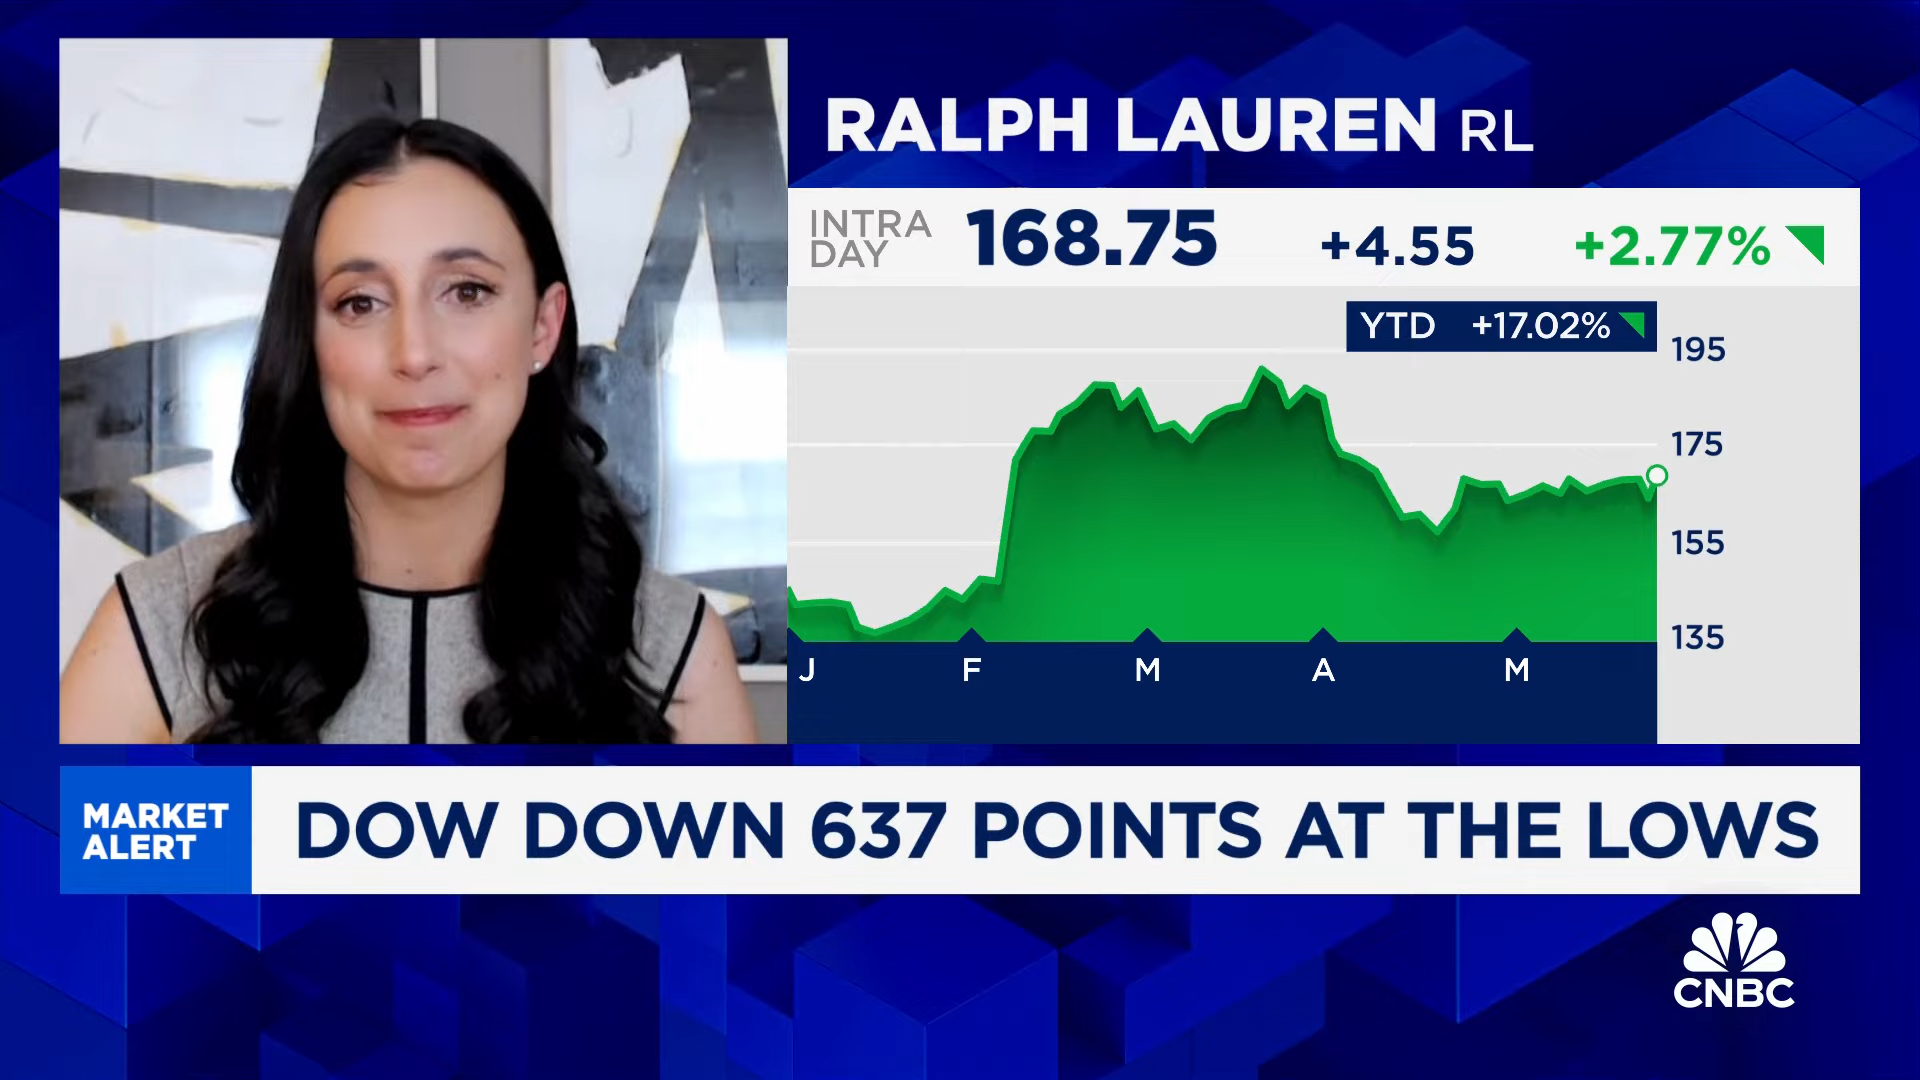 RALPH LAUREN RL
INTRA
DAY
168.75 +4.55 +2.77%
YTD +17.02%
195
175
155
135
J F M A M
MARKET
ALERT
DOW DOWN 637 POINTS AT THE LOWS
CNBC